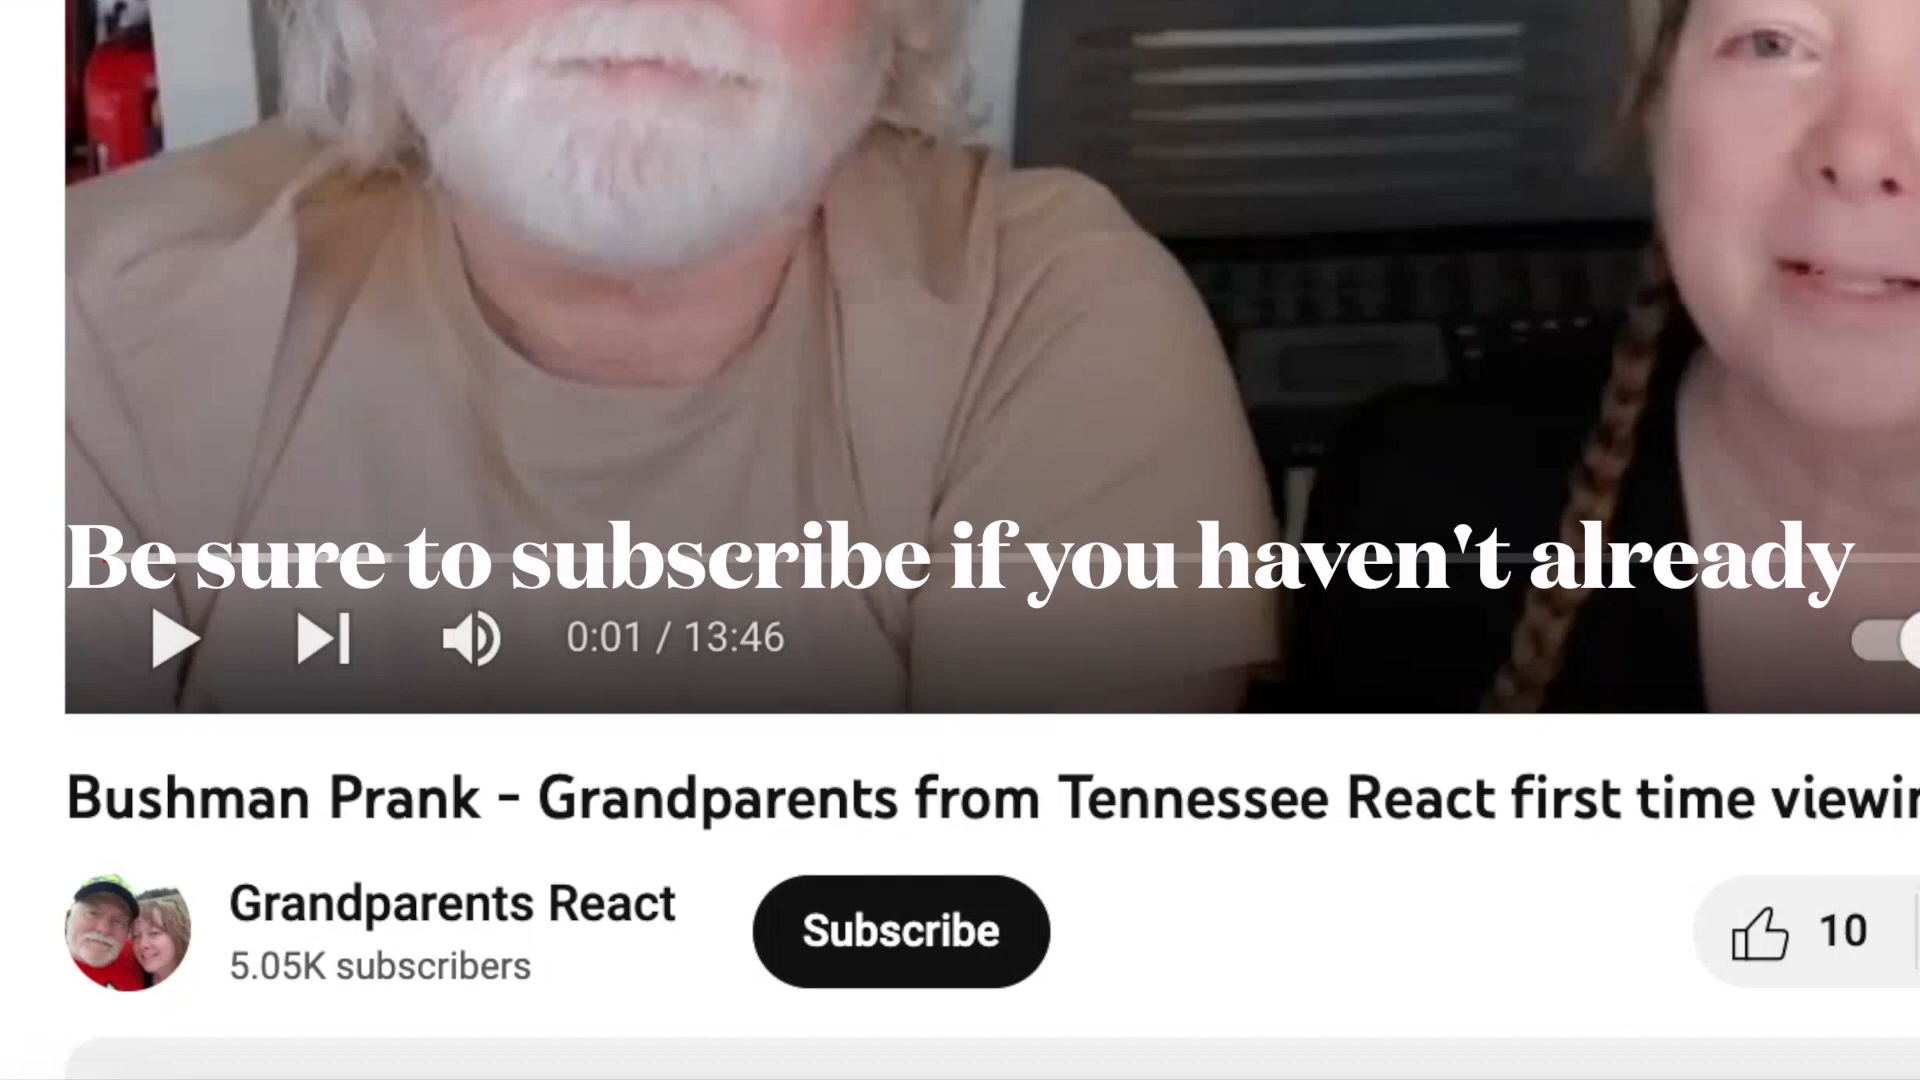 Be sure to subscribe if you haven't already
0:01 / 13:46
Bushman Prank - Grandparents from Tennessee React first time
Grandparents React
5.05K subscribers
Subscribe
10